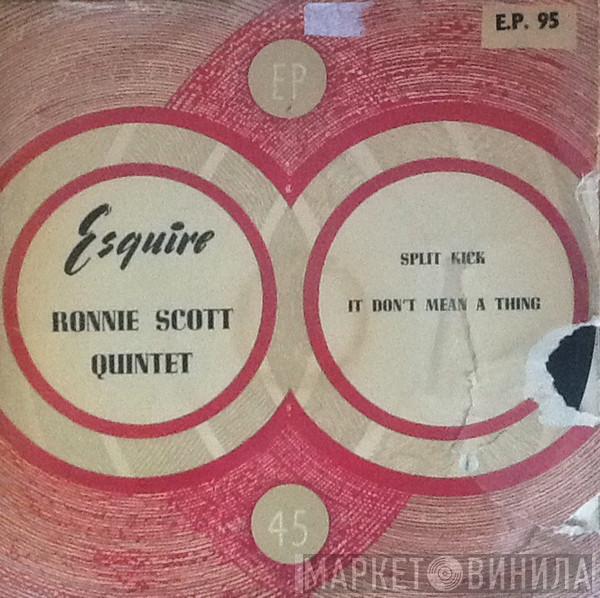 E.P. 95
EP
Esquire
RONNIE SCOTT
QUINTET
SPLIT KICK
IT DON'T MEAN A THING
45
МАРКЕТ ВИНИЛА